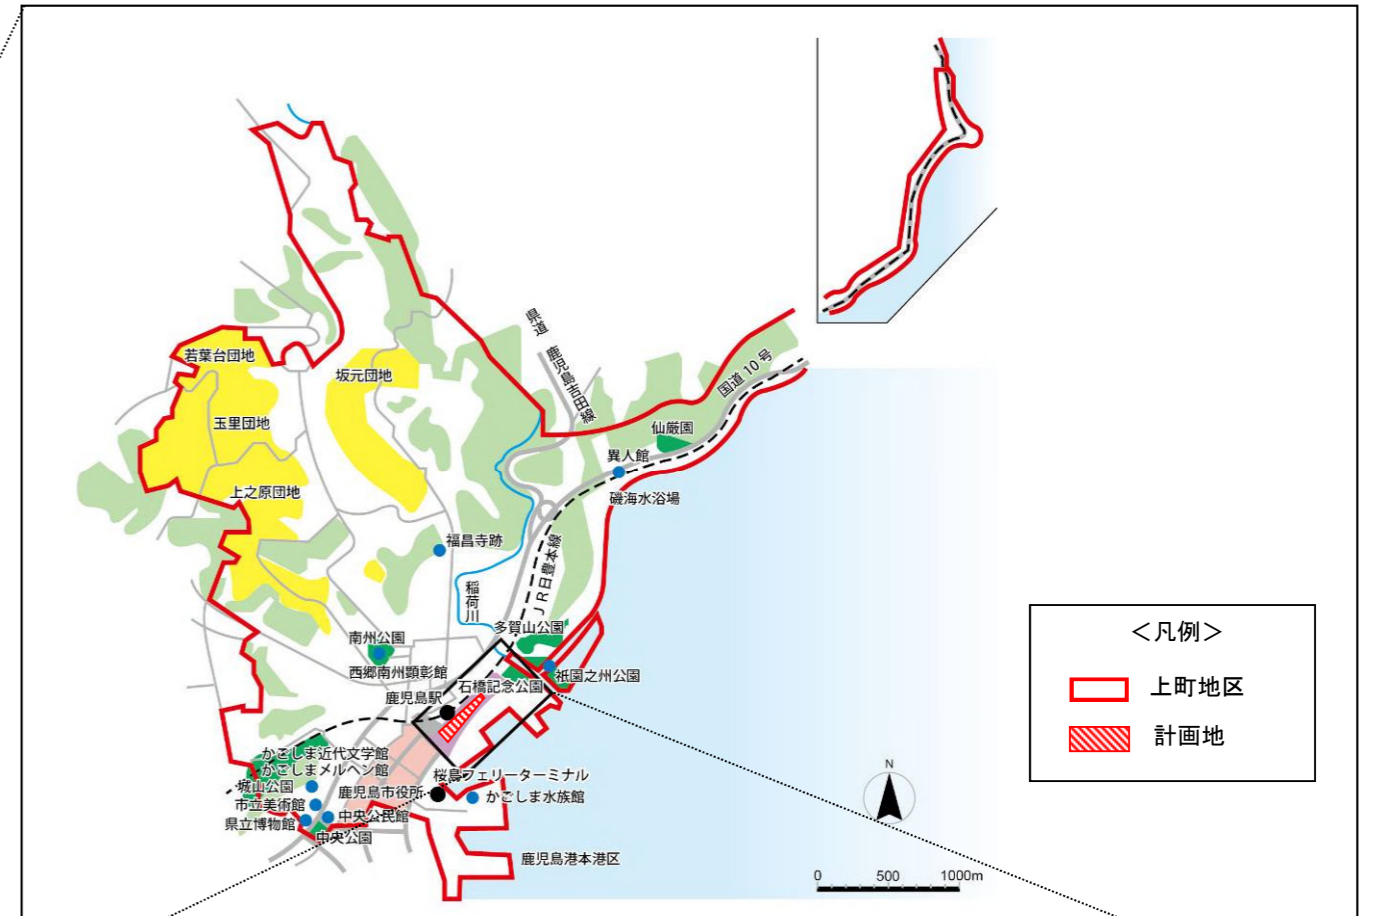 県道 鹿児島吉田線
国道10号
若葉台団地
坂元団地
玉里団地
仙厳園
異人館
上之原団地
磯海水浴場
福昌寺跡
JR日豊本線
稲荷川
多賀山公園
南州公園
西郷南州顕彰館
祇園之州公園
石橋記念公園
鹿児島駅
かごしま近代文学館
かごしまメルヘン館
桜島フェリーターミナル
城山公園
鹿児島市役所
かごしま水族館
市立美術館
中央公民館
県立博物館
中央公園
鹿児島港本港区
＜凡例＞
上町地区
計画地
N
0 500 1000m